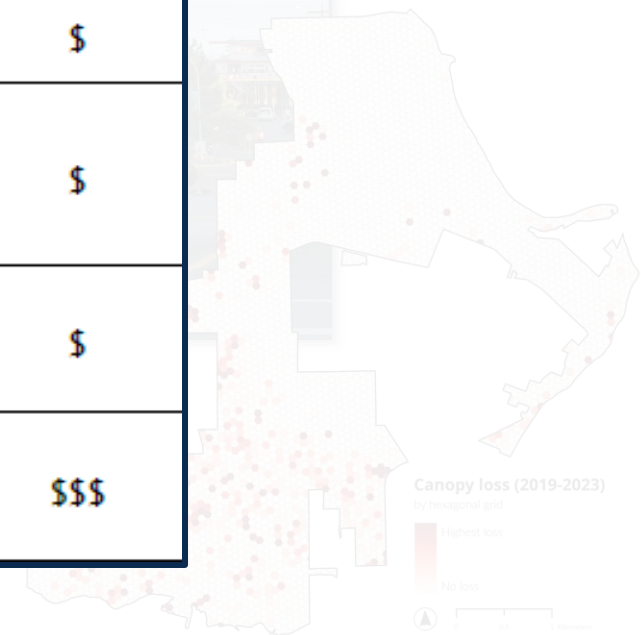 $
$
$
$$$
Canopy loss (2019-2023)
by hexagonal grid
Highest loss
No loss